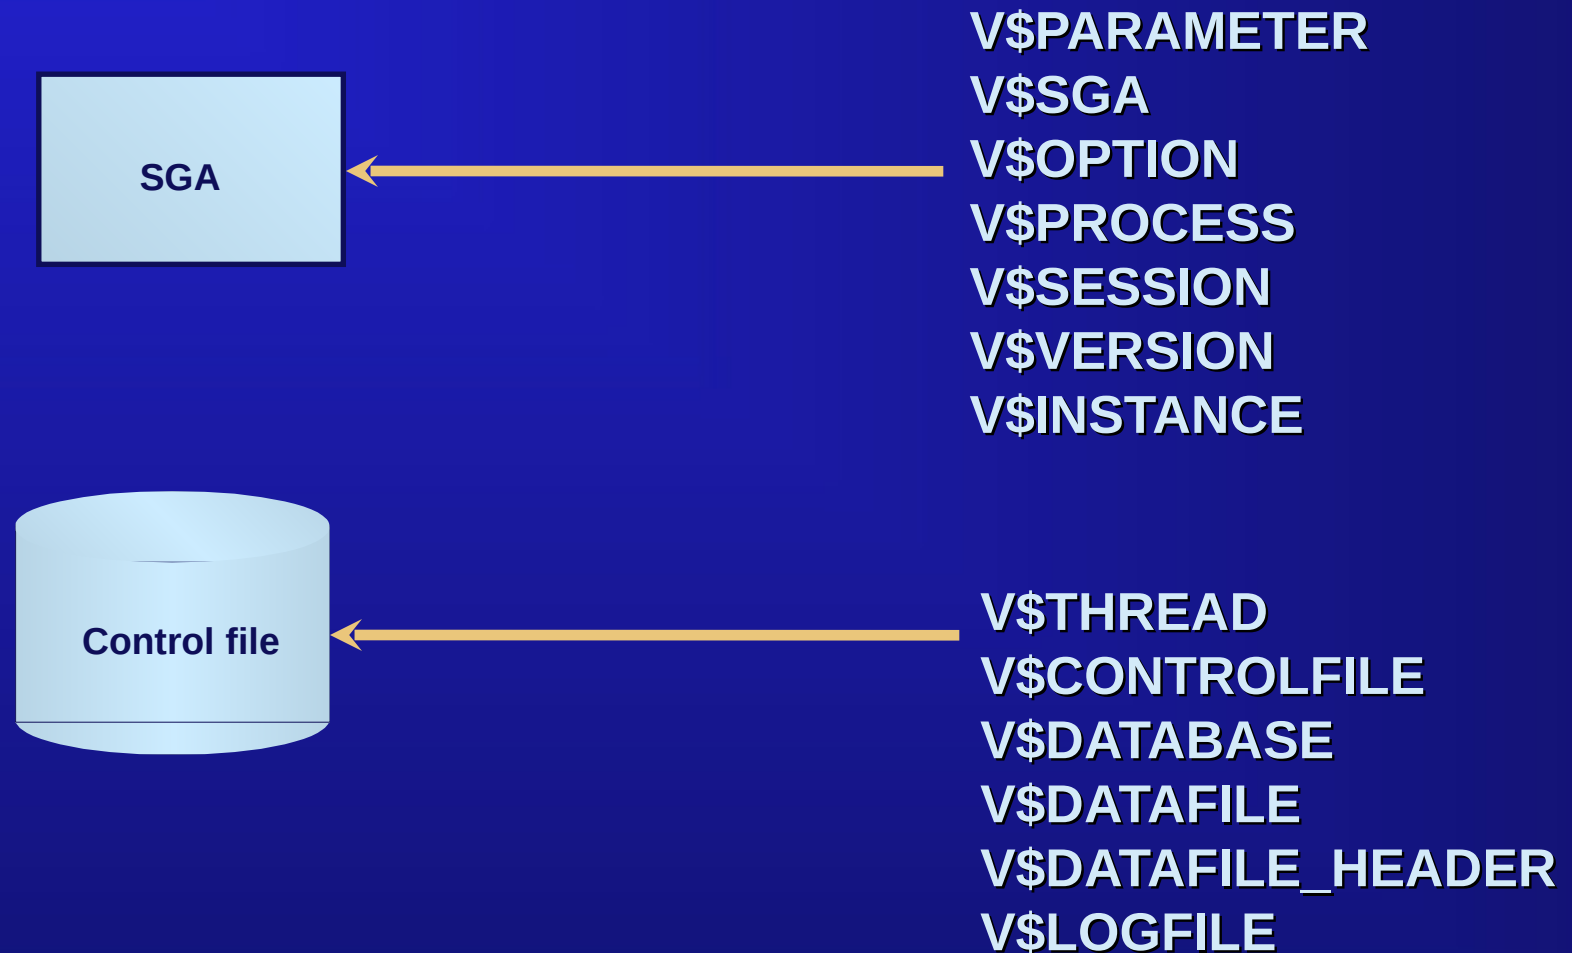 V$PARAMETER
V$SGA
V$OPTION
V$PROCESS
V$SESSION
V$VERSION
V$INSTANCE
SGA
V$THREAD
V$CONTROLFILE
V$DATABASE
V$DATAFILE
V$DATAFILE_HEADER
V$LOGFILE
Control file